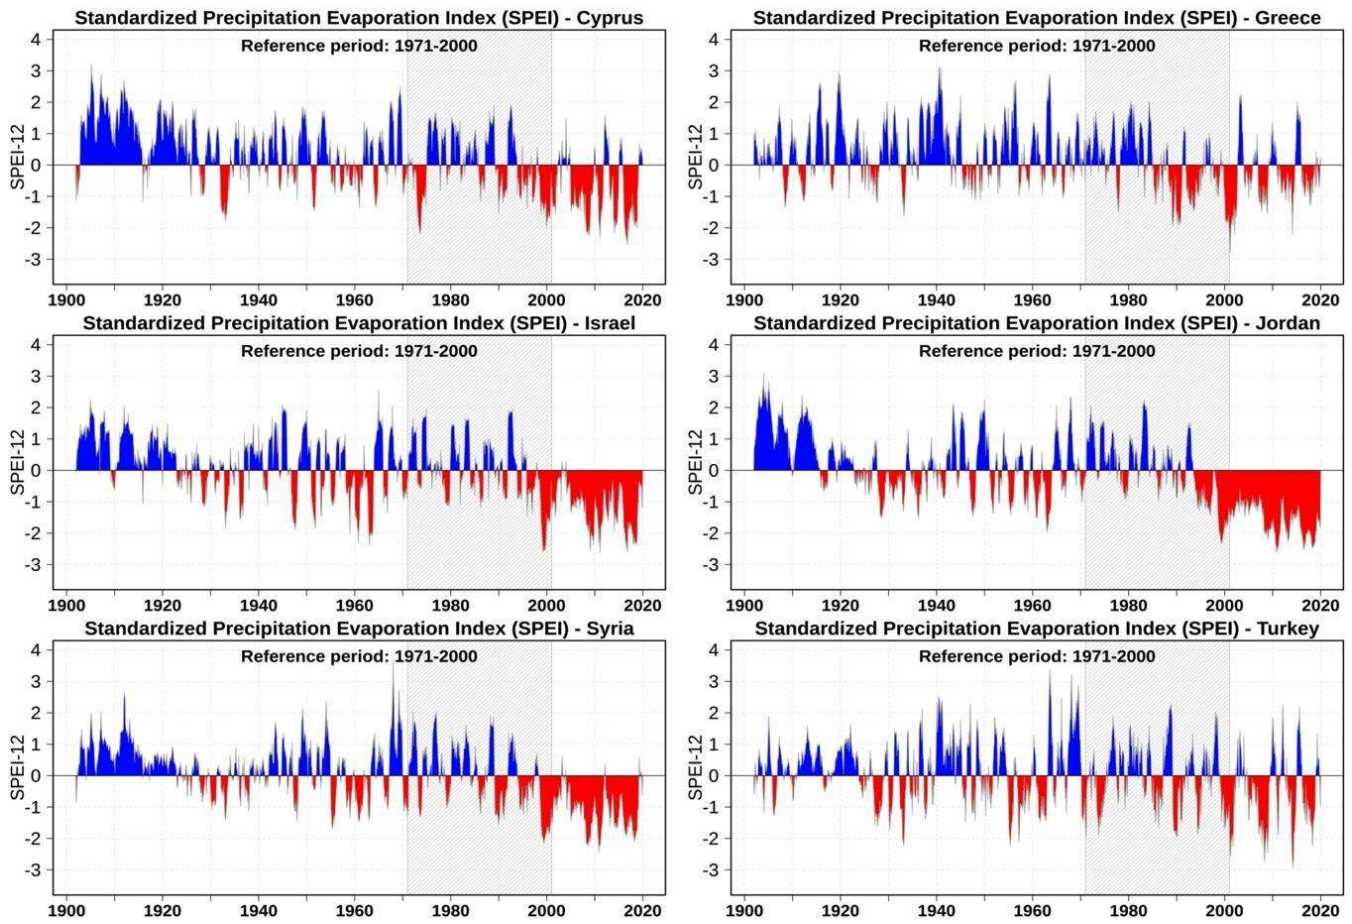 Standardized Precipitation Evaporation Index (SPEI) - Cyprus
Reference period: 1971-2000
SPEI-12
4
3
2
1
0
-1
-2
-3
1900 1920 1940 1960 1980 2000 2020
Standardized Precipitation Evaporation Index (SPEI) - Greece
Reference period: 1971-2000
SPEI-12
4
3
2
1
0
-1
-2
-3
1900 1920 1940 1960 1980 2000 2020
Standardized Precipitation Evaporation Index (SPEI) - Israel
Reference period: 1971-2000
SPEI-12
4
3
2
1
0
-1
-2
-3
1900 1920 1940 1960 1980 2000 2020
Standardized Precipitation Evaporation Index (SPEI) - Jordan
Reference period: 1971-2000
SPEI-12
4
3
2
1
0
-1
-2
-3
1900 1920 1940 1960 1980 2000 2020
Standardized Precipitation Evaporation Index (SPEI) - Syria
Reference period: 1971-2000
SPEI-12
4
3
2
1
0
-1
-2
-3
1900 1920 1940 1960 1980 2000 2020
Standardized Precipitation Evaporation Index (SPEI) - Turkey
Reference period: 1971-2000
SPEI-12
4
3
2
1
0
-1
-2
-3
1900 1920 1940 1960 1980 2000 2020